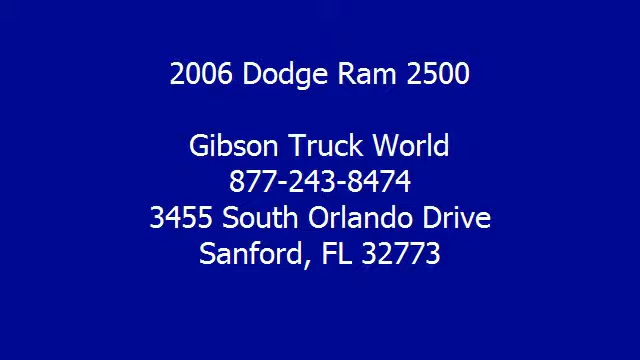 2006 Dodge Ram 2500
Gibson Truck World
877-243-8474
3455 South Orlando Drive
Sanford, FL 32773